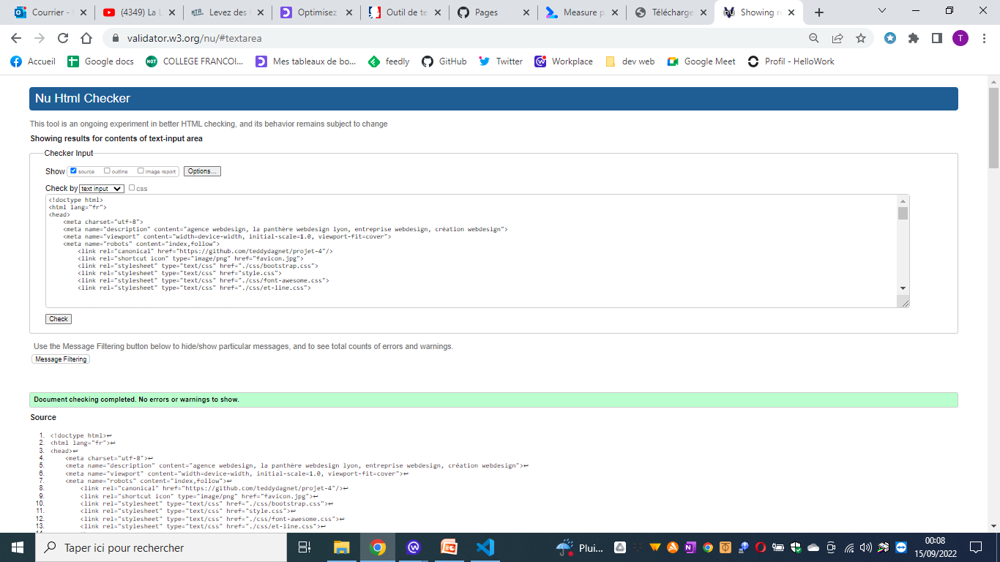 Courrier -
(4349) La L
Levez des
Optimisez
Outil de te
Pages
Measure p
Télécharge
Showing r
validator.w3.org/nu/#textarea
T
Accueil
Google docs
COLLEGE FRANCOI...
Mes tableaux de bo...
feedly
GitHub
Twitter
Workplace
dev web
Google Meet
Profil - HelloWork
Nu Html Checker
This tool is an ongoing experiment in better HTML checking, and its behavior remains subject to change
Showing results for contents of text-input area
Checker Input
Show source outline image report Options...
Check by text input css
<!doctype html>
<html lang="fr">
<head>
<meta charset="utf-8">
<meta name="description" content="agence webdesign, la panthère webdesign lyon, entreprise webdesign, création webdesign">
<meta name="viewport" content="width=device-width, initial-scale=1.0, viewport-fit=cover">
<meta name="robots" content="index,follow">
<link rel="canonical" href="https://github.com/teddydagnet/projet-4"/>
<link rel="shortcut icon" type="image/png" href="favicon.jpg">
<link rel="stylesheet" type="text/css" href="./css/bootstrap.css">
<link rel="stylesheet" type="text/css" href="style.css">
<link rel="stylesheet" type="text/css" href="./css/font-awesome.css">
<link rel="stylesheet" type="text/css" href="./css/et-line.css">
Check
Use the Message Filtering button below to hide/show particular messages, and to see total counts of errors and warnings.
Message Filtering
Document checking completed. No errors or warnings to show.
Source
1. <!doctype html>↩
2. <html lang="fr">↩
3. <head>↩
4. <meta charset="utf-8">↩
5. <meta name="description" content="agence webdesign, la panthère webdesign lyon, entreprise webdesign, création webdesign">↩
6. <meta name="viewport" content="width=device-width, initial-scale=1.0, viewport-fit=cover">↩
7. <meta name="robots" content="index,follow">↩
8. <link rel="canonical" href="https://github.com/teddydagnet/projet-4"/>↩
9. <link rel="shortcut icon" type="image/png" href="favicon.jpg">↩
10. <link rel="stylesheet" type="text/css" href="./css/bootstrap.css">↩
11. <link rel="stylesheet" type="text/css" href="style.css">↩
12. <link rel="stylesheet" type="text/css" href="./css/font-awesome.css">↩
13. <link rel="stylesheet" type="text/css" href="./css/et-line.css">↩
Taper ici pour rechercher
Plui...
00:08
15/09/2022